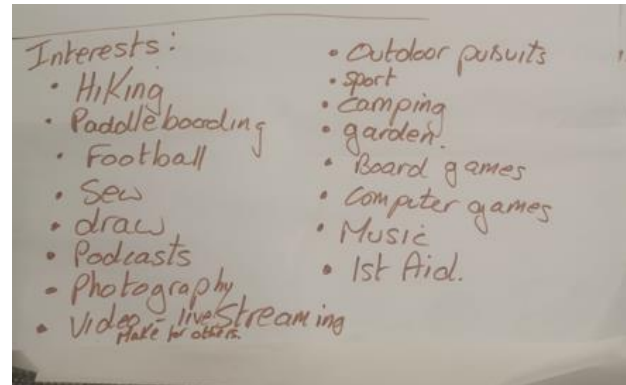 Interests:
• Hiking
• Paddleboarding
• Football
• Sew
• draw
• Podcasts
• Photography
• Video - live Streaming
Make for others.
• Outdoor pusuits
• sport
• camping
• garden.
• Board games
• Computer games
• Music
• 1st Aid.